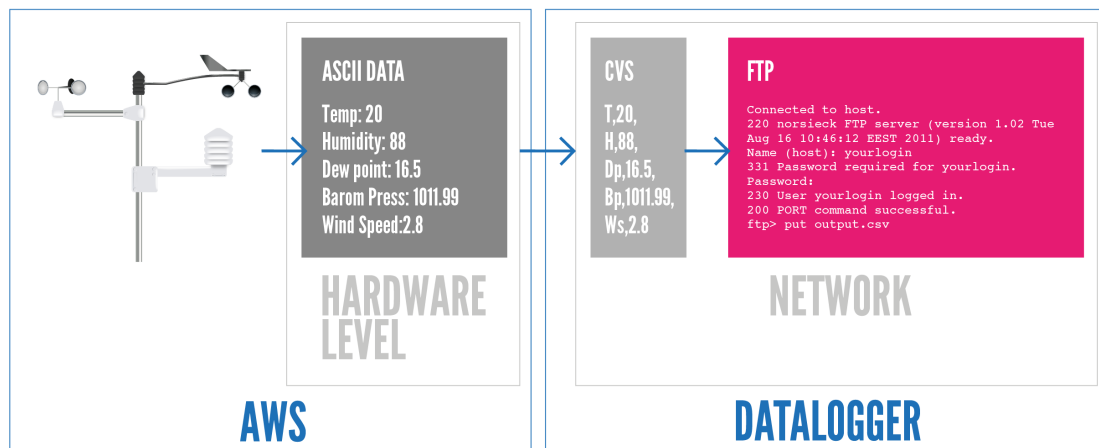 ASCII DATA
Temp: 20
Humidity: 88
Dew point: 16.5
Barom Press: 1011.99
Wind Speed:2.8
HARDWARE
LEVEL
AWS
CVS
T,20,
H,88,
Dp,16.5,
Bp,1011.99,
Ws,2.8
FTP
Connected to host.
220 norsieck FTP server (version 1.02 Tue
Aug 16 10:46:12 EEST 2011) ready.
Name (host): yourlogin
331 Password required for yourlogin.
Password:
230 User yourlogin logged in.
200 PORT command successful.
ftp> put output.csv
NETWORK
DATALOGGER